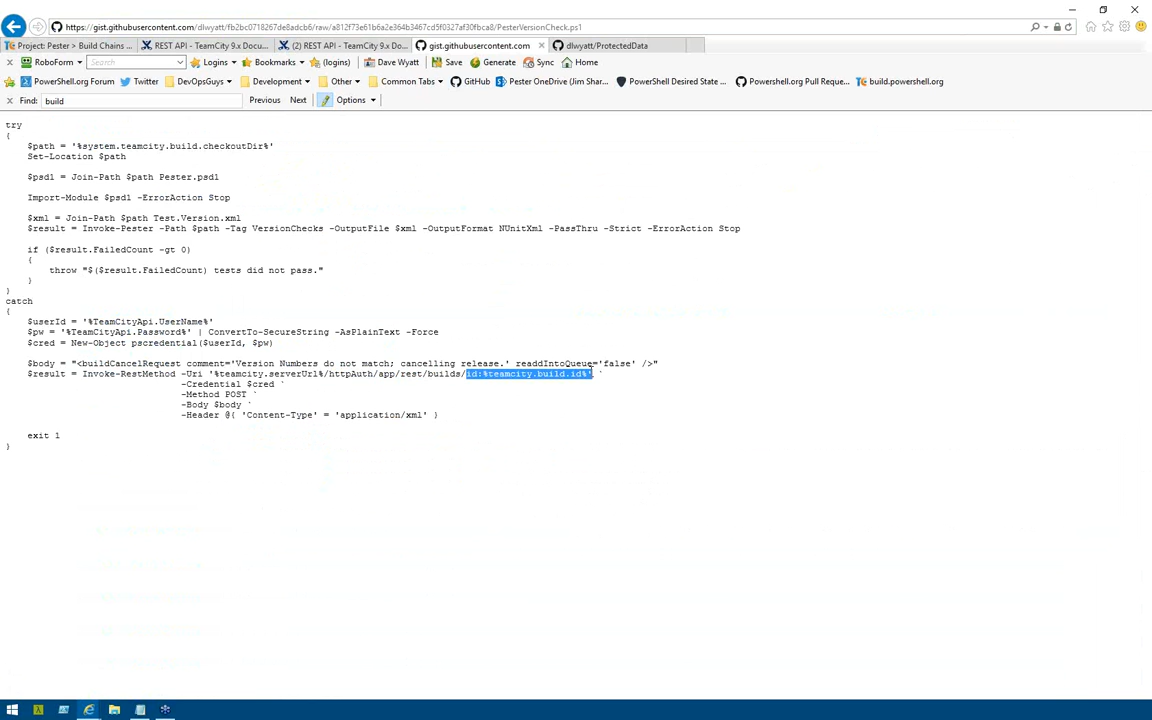 https://gist.githubusercontent.com/dlwyatt/fb2bc0718267de8adcb6/raw/a812f73e61696b2a2e364b3467cd5f0327af30fbca8/PesterVersionCheck.ps1
Project: Pester > Build Chains ... REST API - TeamCity 9.x Docu... (2) REST API - TeamCity 9.x Do... gist.githubusercontent.com dlwyatt/ProtectedData
RoboForm Search Logins Bookmarks (logins) Dave Wyatt Save Generate Sync Home
PowerShell.org Forum Twitter DevOpsGuys Development Other Common Tabs GitHub Pester OneDrive (Jim Shar... PowerShell Desired State ... Powershell.org Pull Reque... build.powershell.org
Find: build Previous Next Options
try
{
$path = '%system.teamcity.build.checkoutDir%'
Set-Location $path
$psd1 = Join-Path $path Pester.psd1
Import-Module $psd1 -ErrorAction Stop
$xml = Join-Path $path Test.Version.xml
$result = Invoke-Pester -Path $path -Tag VersionChecks -OutputFile $xml -OutputFormat NUnitXml -PassThru -Strict -ErrorAction Stop
if ($result.FailedCount -gt 0)
{
throw "$($result.FailedCount) tests did not pass."
}
}
catch
{
$userId = '%TeamCityApi.UserName%'
$pw = '%TeamCityApi.Password%' | ConvertTo-SecureString -AsPlainText -Force
$cred = New-Object pscredential($userId, $pw)
$body = "<buildCancelRequest comment='Version Numbers do not match; cancelling release.' readdIntoQueue='false' />"
$result = Invoke-RestMethod -Uri '%teamcity.serverUrl%/httpAuth/app/rest/builds/id:%teamcity.build.id%' `
-Credential $cred `
-Method POST `
-Body $body `
-Header @{ 'Content-Type' = 'application/xml' }
exit 1
}